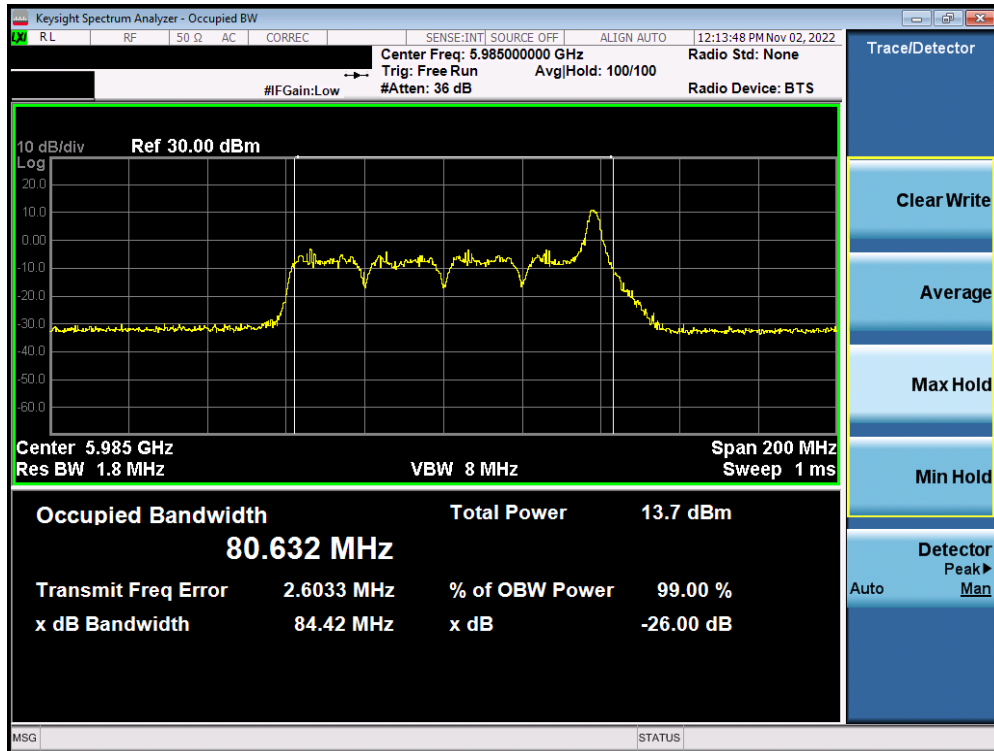 Keysight Spectrum Analyzer - Occupied BW
LXI RL RF 50 Ω AC CORREC SENSE:INT SOURCE OFF ALIGN AUTO 12:13:48 PM Nov 02, 2022
Center Freq: 5.985000000 GHz Radio Std: None
Trig: Free Run Avg|Hold: 100/100
#IFGain:Low #Atten: 36 dB Radio Device: BTS
Trace/Detector
10 dB/div Ref 30.00 dBm
Log
20.0
10.0
0.00
-10.0
-20.0
-30.0
-40.0
-50.0
-60.0
Center 5.985 GHz Span 200 MHz
Res BW 1.8 MHz VBW 8 MHz Sweep 1 ms
Occupied Bandwidth Total Power 13.7 dBm
80.632 MHz
Transmit Freq Error 2.6033 MHz % of OBW Power 99.00 %
x dB Bandwidth 84.42 MHz x dB -26.00 dB
Clear Write
Average
Max Hold
Min Hold
Detector
Peak▶
Auto Man
MSG STATUS